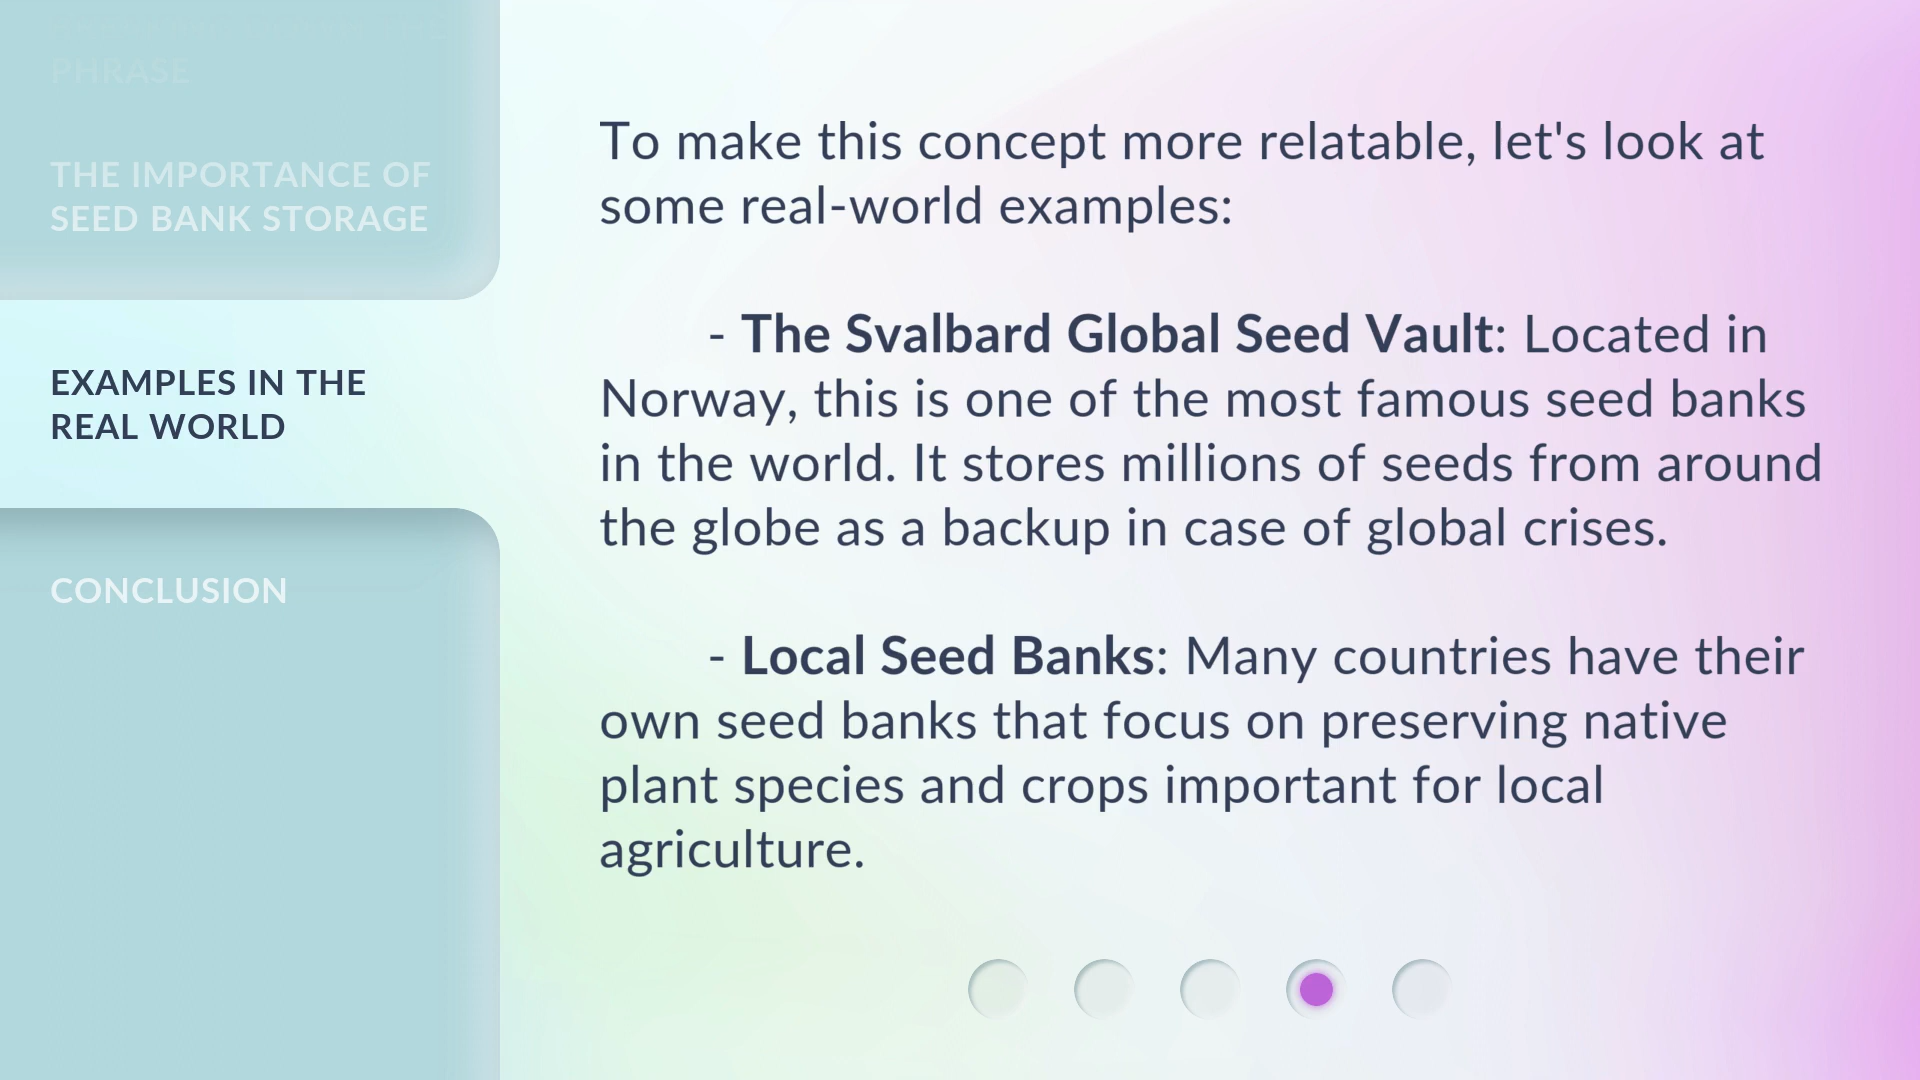 PHRASE
THE IMPORTANCE OF
SEED BANK STORAGE
EXAMPLES IN THE
REAL WORLD
CONCLUSION
To make this concept more relatable, let's look at
some real-world examples:
- The Svalbard Global Seed Vault: Located in
Norway, this is one of the most famous seed banks
in the world. It stores millions of seeds from around
the globe as a backup in case of global crises.
- Local Seed Banks: Many countries have their
own seed banks that focus on preserving native
plant species and crops important for local
agriculture.